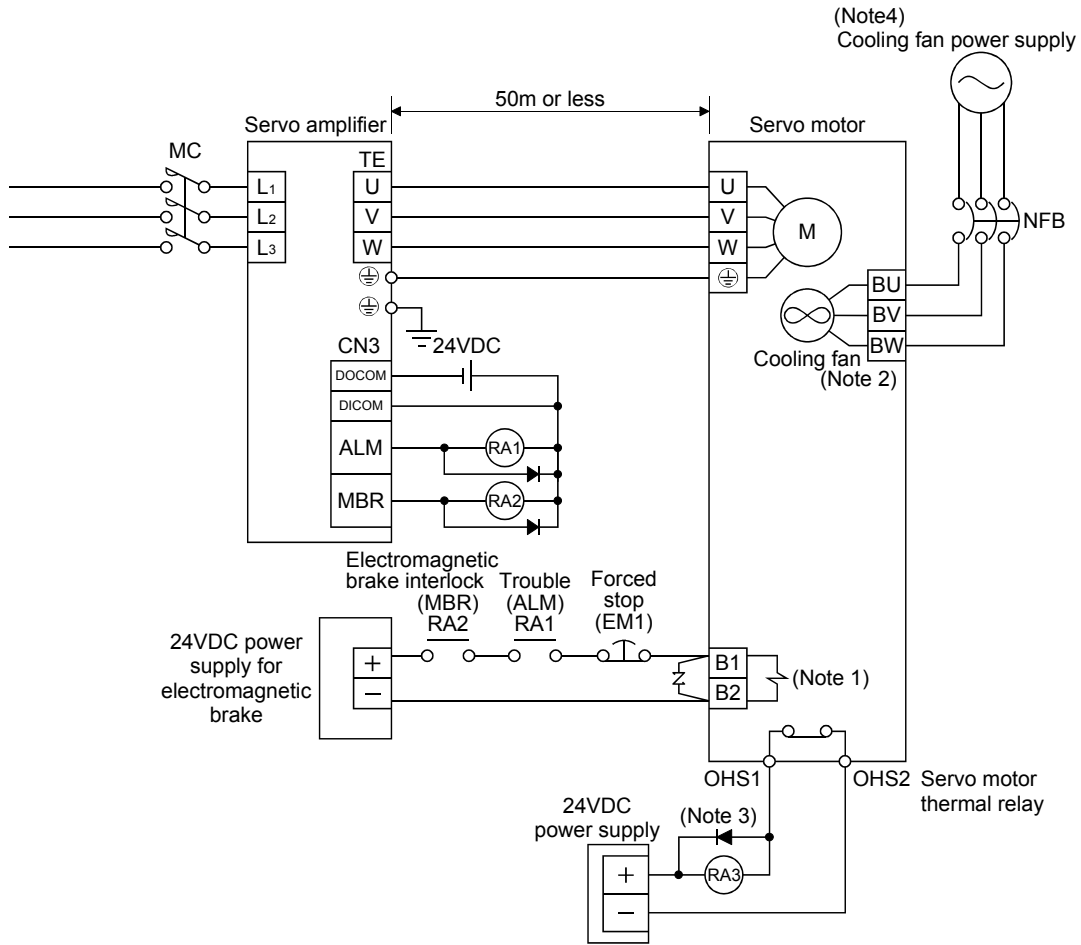 (Note4)
Cooling fan power supply
50m or less
Servo amplifier
Servo motor
MC
TE
L1
U
U
L2
V
V
M
NFB
L3
W
W
BU
BV
CN3
24VDC
BW
DOCOM
Cooling fan
(Note 2)
DICOM
ALM
RA1
MBR
RA2
Electromagnetic
brake interlock
(MBR)
RA2
Trouble
(ALM)
RA1
Forced
stop
(EM1)
24VDC power
supply for
electromagnetic
brake
+
−
B1
B2
(Note 1)
OHS1
OHS2
Servo motor
thermal relay
24VDC
power supply
(Note 3)
+
−
RA3